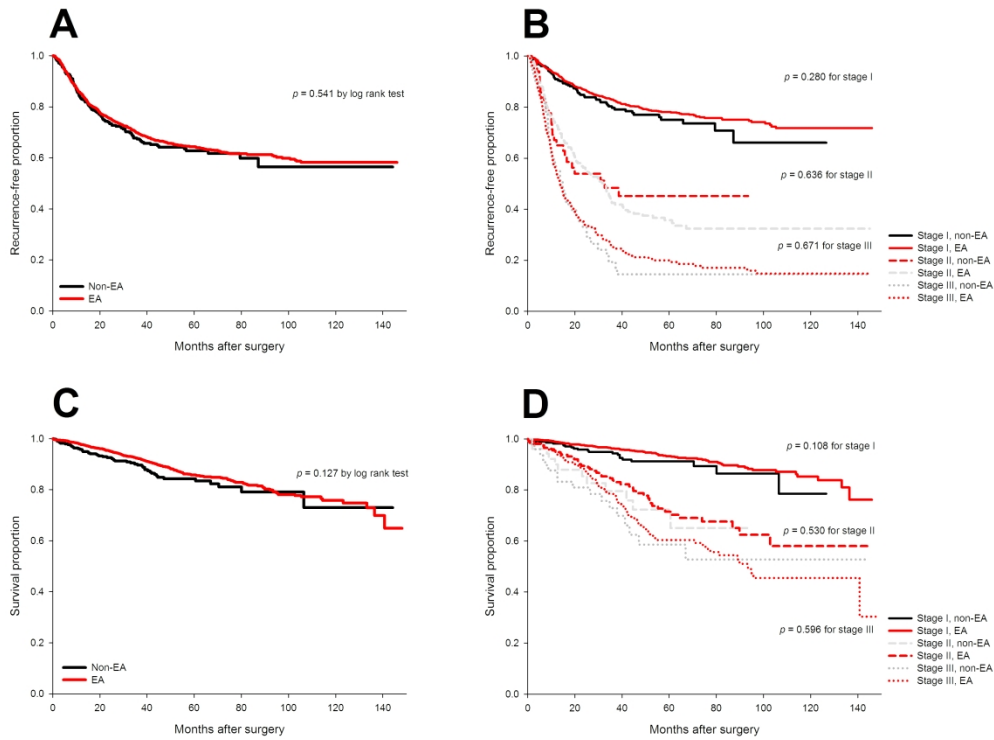 A
Recurrence-free proportion
1.0
0.8
0.6
0.4
0.2
0.0
p = 0.541 by log rank test
Non-EA
EA
0 20 40 60 80 100 120 140
Months after surgery
B
Recurrence-free proportion
1.0
0.8
0.6
0.4
0.2
0.0
p = 0.280 for stage I
p = 0.636 for stage II
p = 0.671 for stage III
Stage I, non-EA
Stage I, EA
Stage II, non-EA
Stage II, EA
Stage III, non-EA
Stage III, EA
0 20 40 60 80 100 120 140
Months after surgery
C
Survival proportion
1.0
0.8
0.6
0.4
0.2
0.0
p = 0.127 by log rank test
Non-EA
EA
0 20 40 60 80 100 120 140
Months after surgery
D
Survival proportion
1.0
0.8
0.6
0.4
0.2
0.0
p = 0.108 for stage I
p = 0.530 for stage II
p = 0.596 for stage III
Stage I, non-EA
Stage I, EA
Stage II, non-EA
Stage II, EA
Stage III, non-EA
Stage III, EA
0 20 40 60 80 100 120 140
Months after surgery